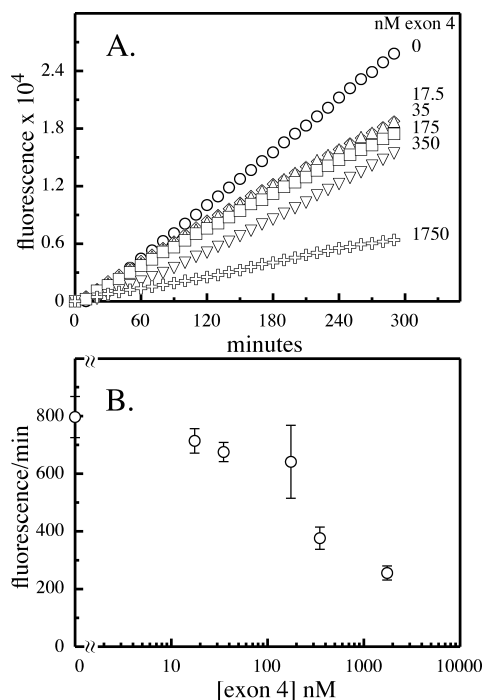 nM exon 4
A.
0
2.4
17.5
35
1.8
175
350
1.2
1750
0.6
0
fluorescence x 10^4
0 60 120 180 240 300
minutes
B.
800
600
400
200
0
fluorescence/min
0 10 100 1000 10000
[exon 4] nM